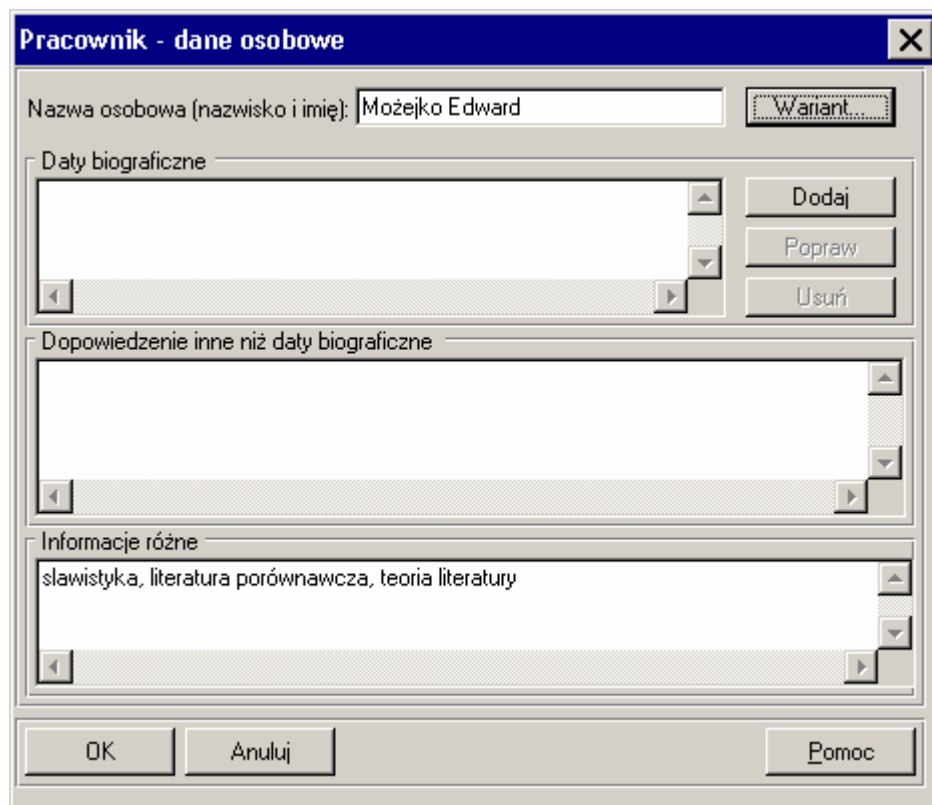 Pracownik - dane osobowe
Nazwa osobowa (nazwisko i imię): Możejko Edward Wariant...
Daty biograficzne
Dodaj
Popraw
Usuń
Dopowiedzenie inne niż daty biograficzne
Informacje różne
slawistyka, literatura porównawcza, teoria literatury
OK Anuluj Pomoc